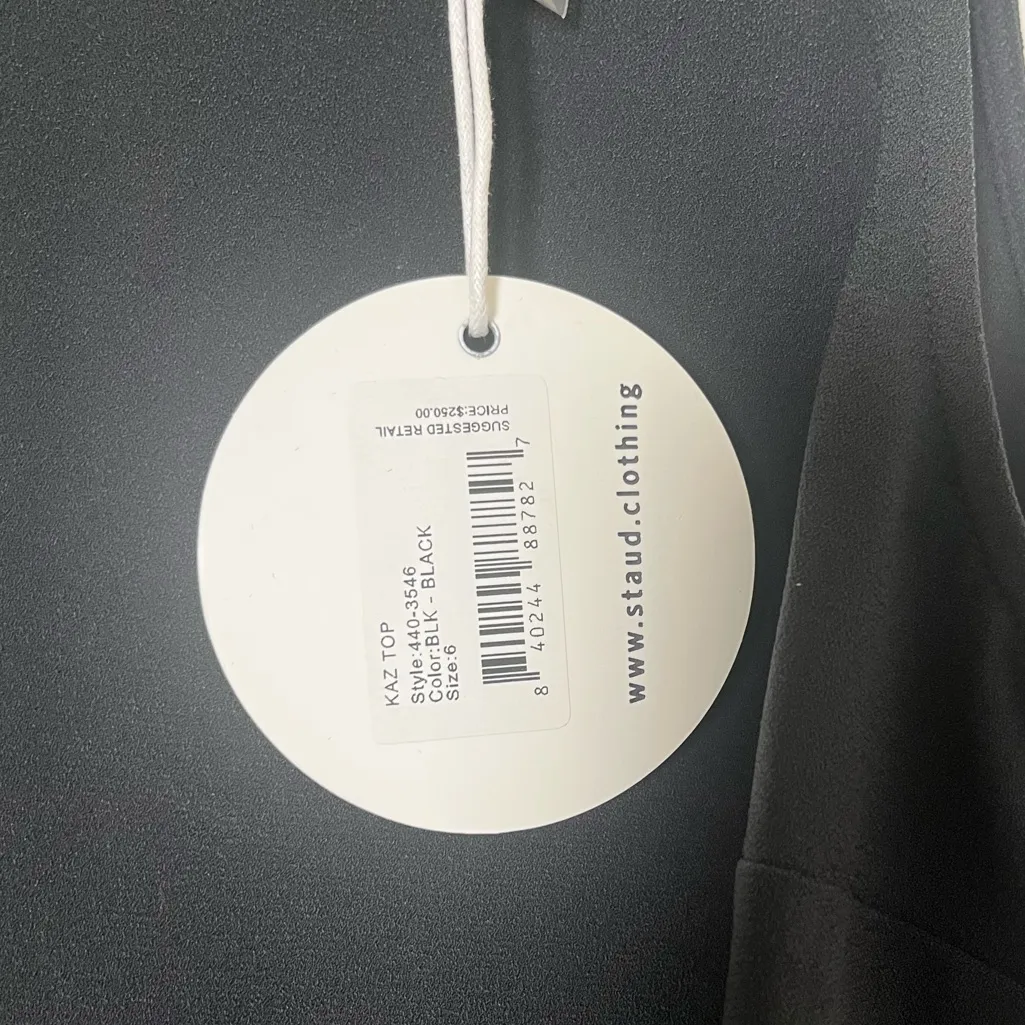 KAZ TOP
Style:440-3546
Color:BLK - BLACK
Size:6
8 40244 88782 7
SUGGESTED RETAIL
PRICE:$250.00
www.staud.clothing